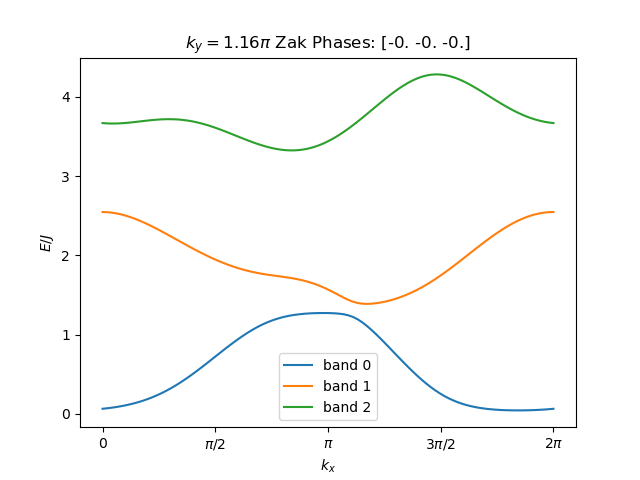 k_y = 1.16π Zak Phases: [-0. -0. -0.]
E/J
4
3
2
1
0
band 0
band 1
band 2
0 π/2 π 3π/2 2π
k_x